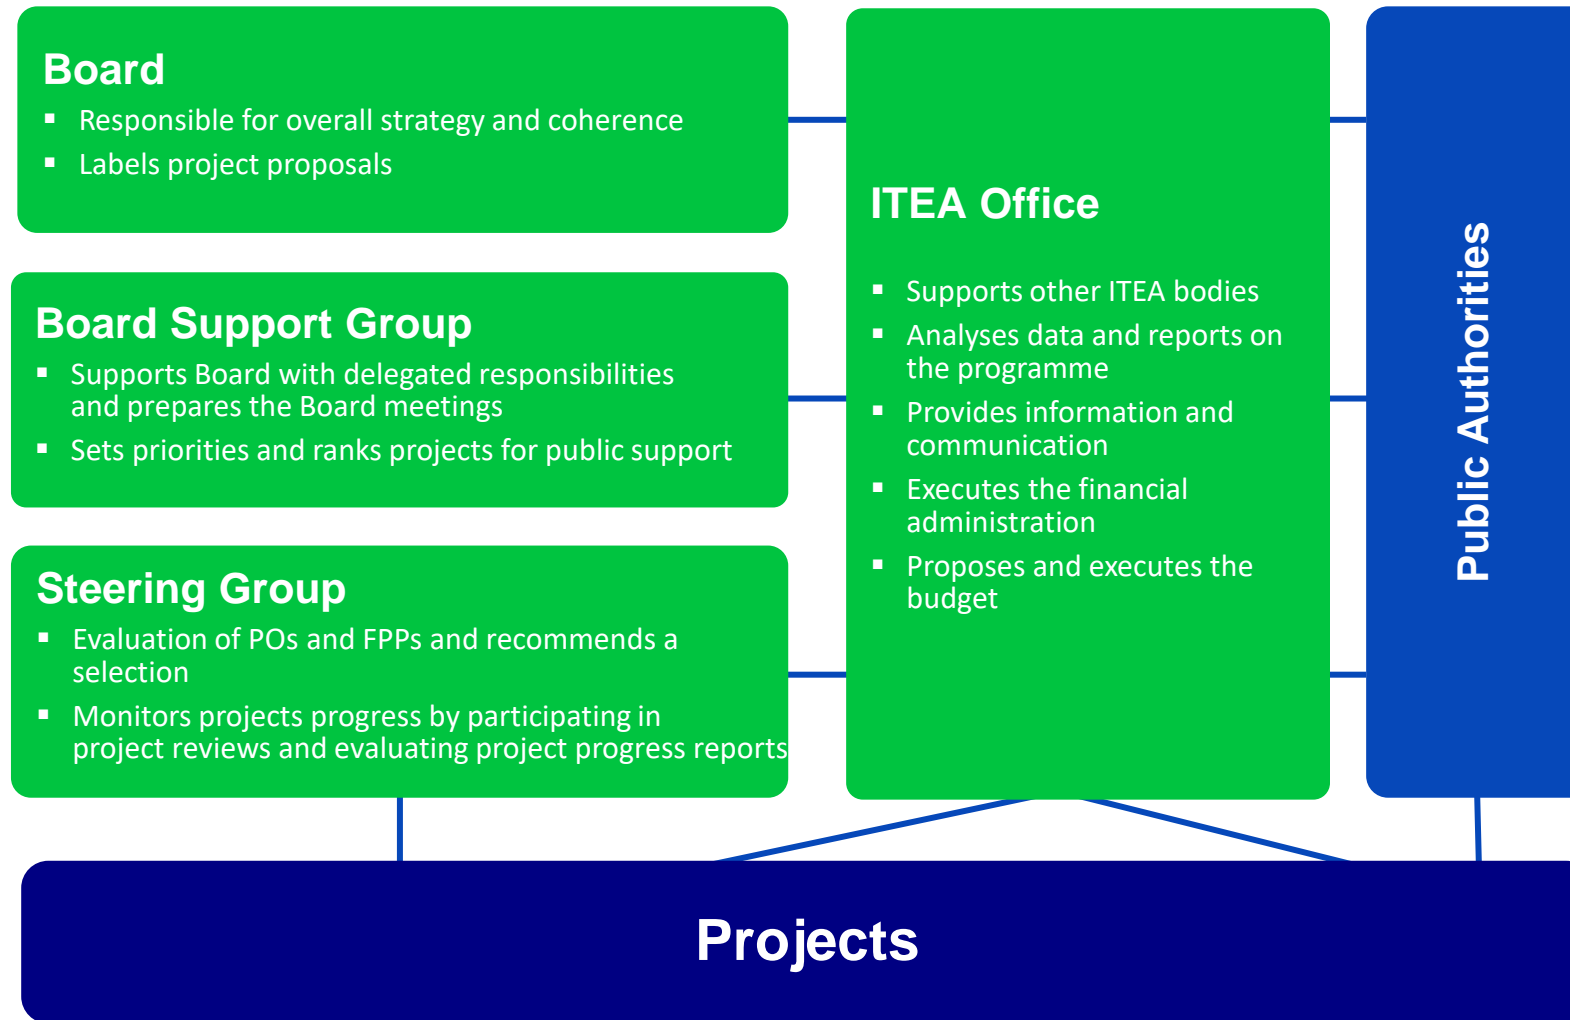 Board
▪ Responsible for overall strategy and coherence
▪ Labels project proposals
Board Support Group
▪ Supports Board with delegated responsibilities
and prepares the Board meetings
▪ Sets priorities and ranks projects for public support
Steering Group
▪ Evaluation of POs and FPPs and recommends a
selection
▪ Monitors projects progress by participating in
project reviews and evaluating project progress reports
ITEA Office
▪ Supports other ITEA bodies
▪ Analyses data and reports on
the programme
▪ Provides information and
communication
▪ Executes the financial
administration
▪ Proposes and executes the
budget
Public Authorities
Projects